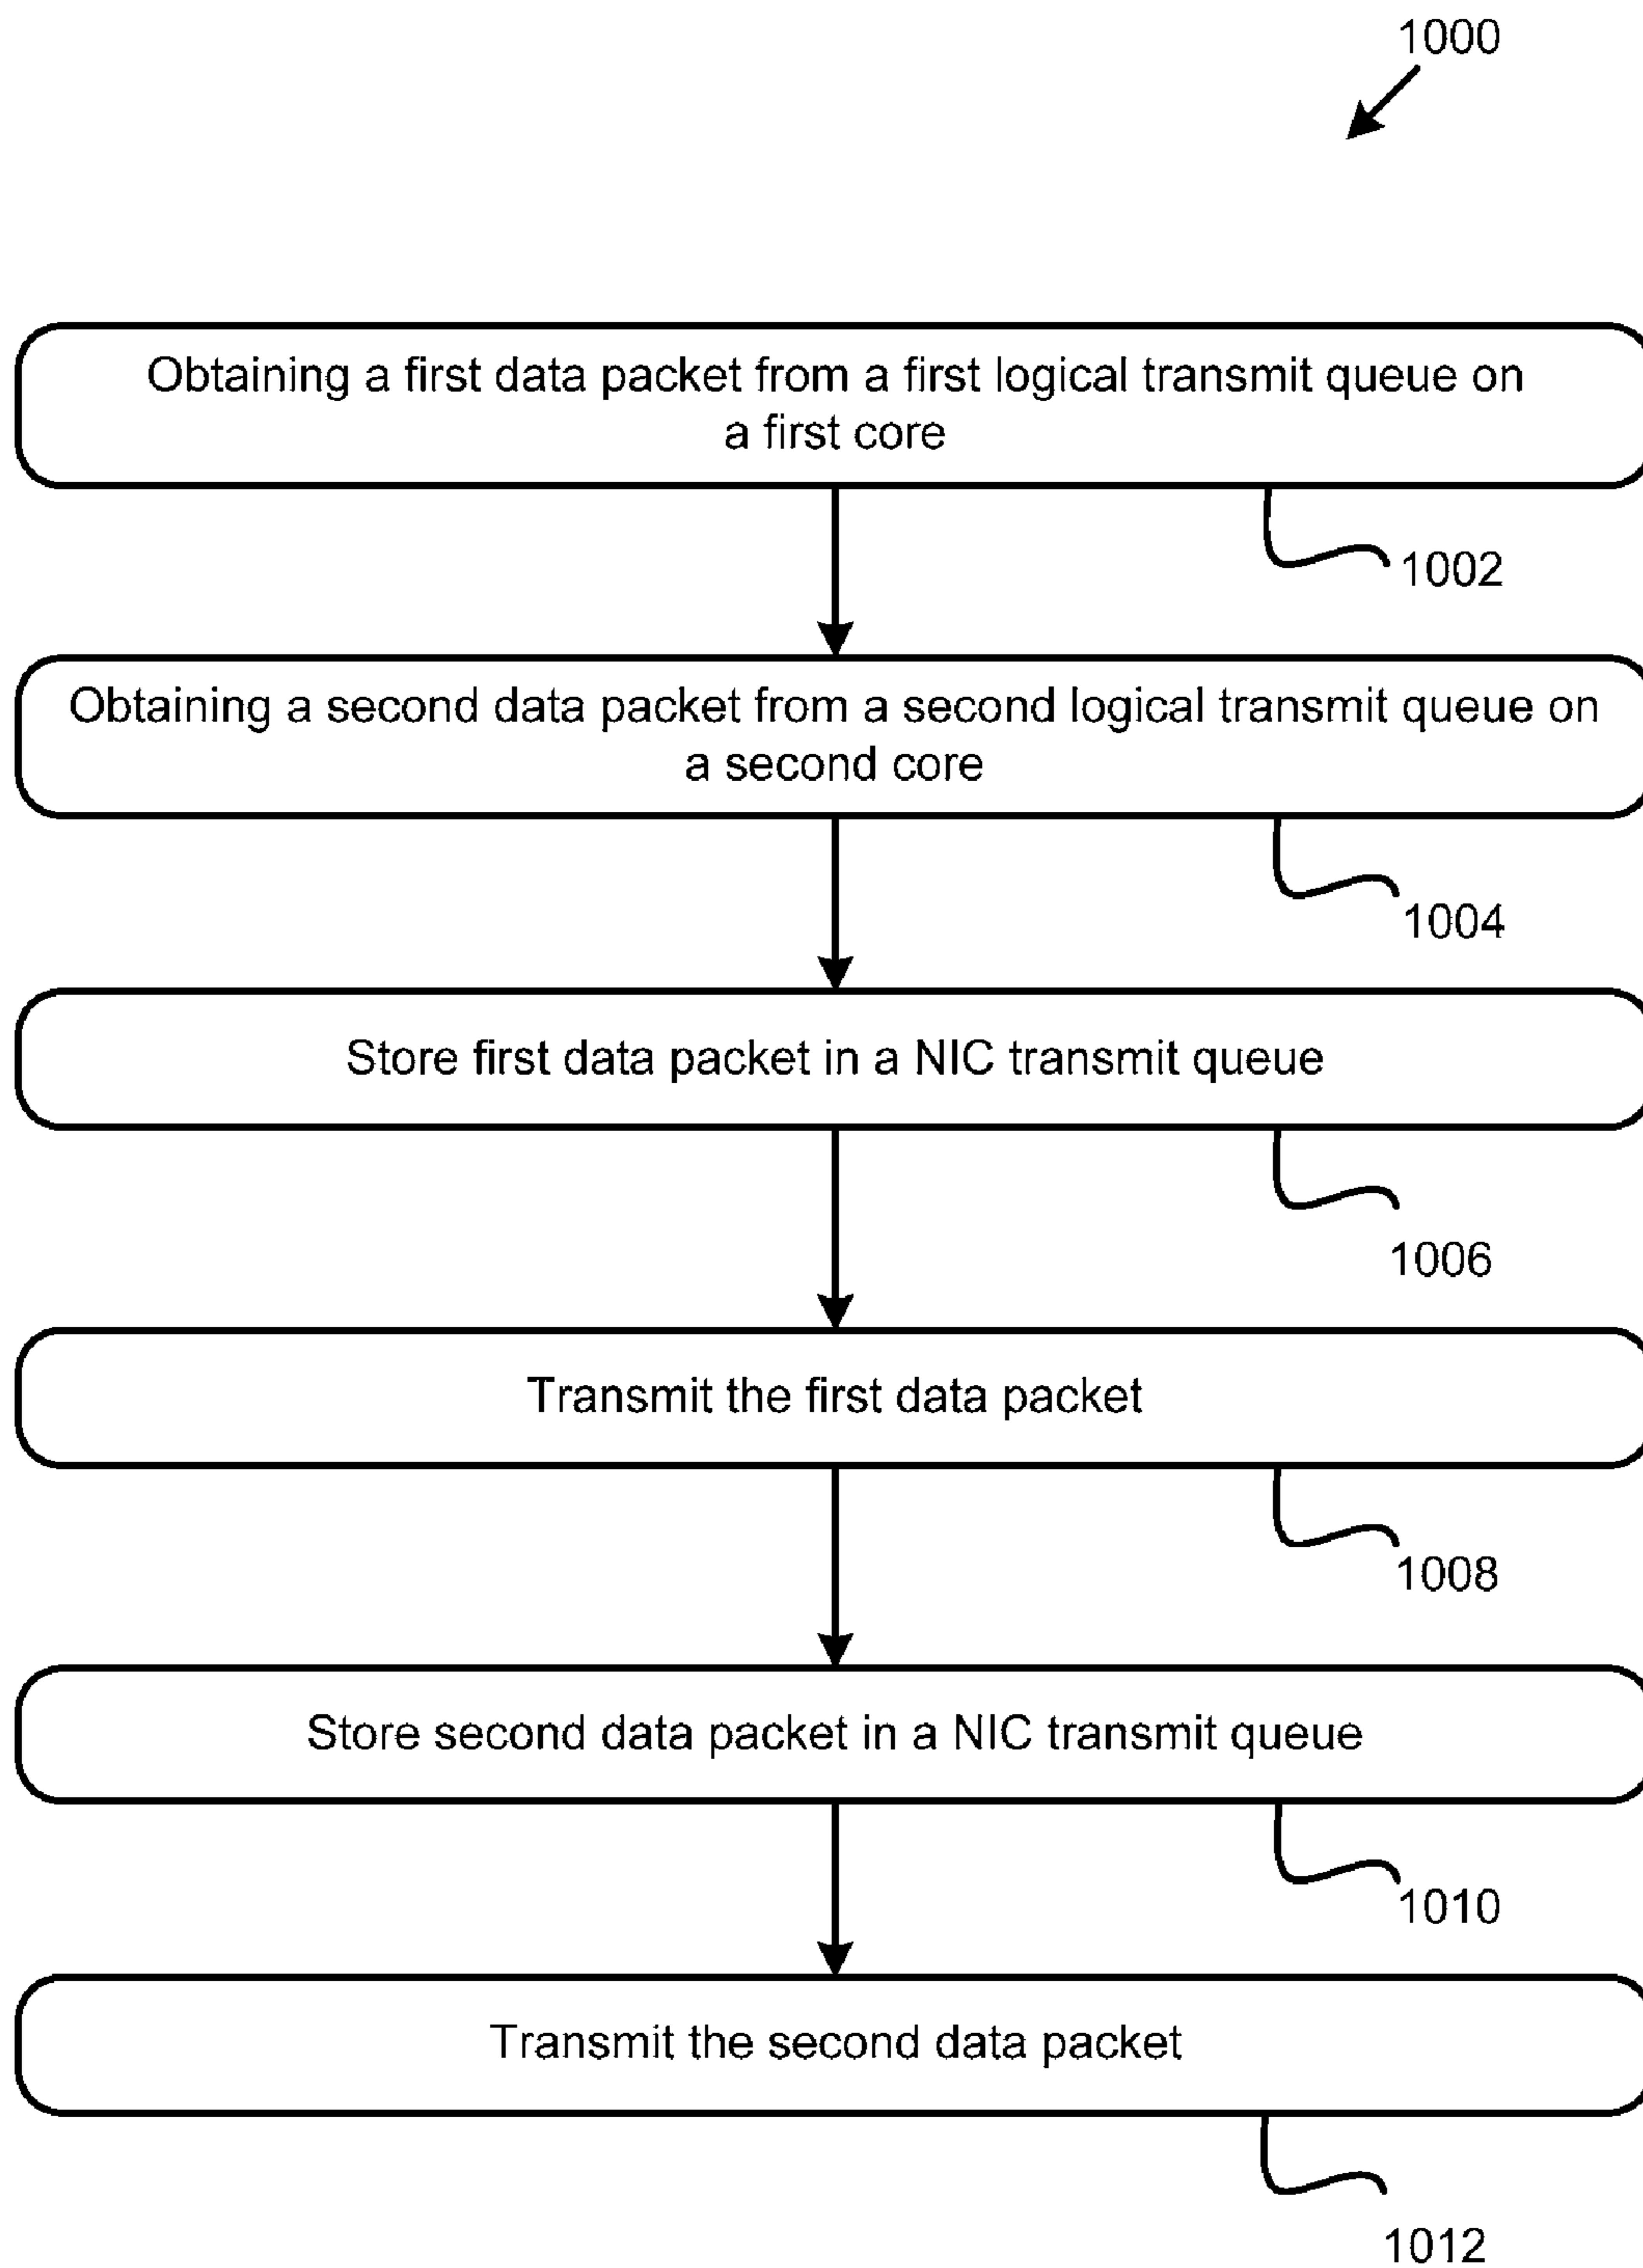 1000
Obtaining a first data packet from a first logical transmit queue on
a first core
1002
Obtaining a second data packet from a second logical transmit queue on
a second core
1004
Store first data packet in a NIC transmit queue
1006
Transmit the first data packet
1008
Store second data packet in a NIC transmit queue
1010
Transmit the second data packet
1012